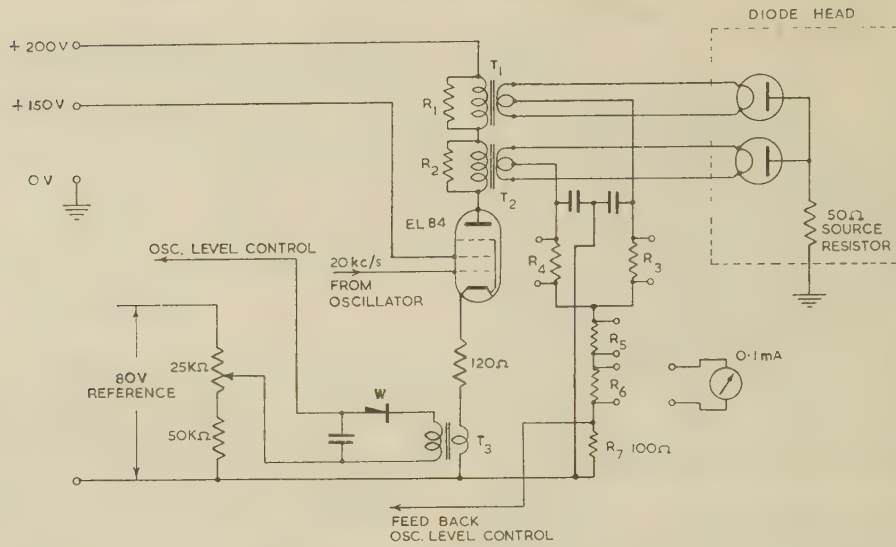 DIODE HEAD
+200V
+150V
0V
T1
R1
R2
T2
EL 84
OSC. LEVEL CONTROL
20 kc/s
FROM
OSCILLATOR
50Ω
SOURCE
RESISTOR
R4
R3
R5
R6
0·1mA
25KΩ
80V
REFERENCE
50KΩ
W
120Ω
T3
R7 100Ω
FEED BACK
OSC. LEVEL CONTROL